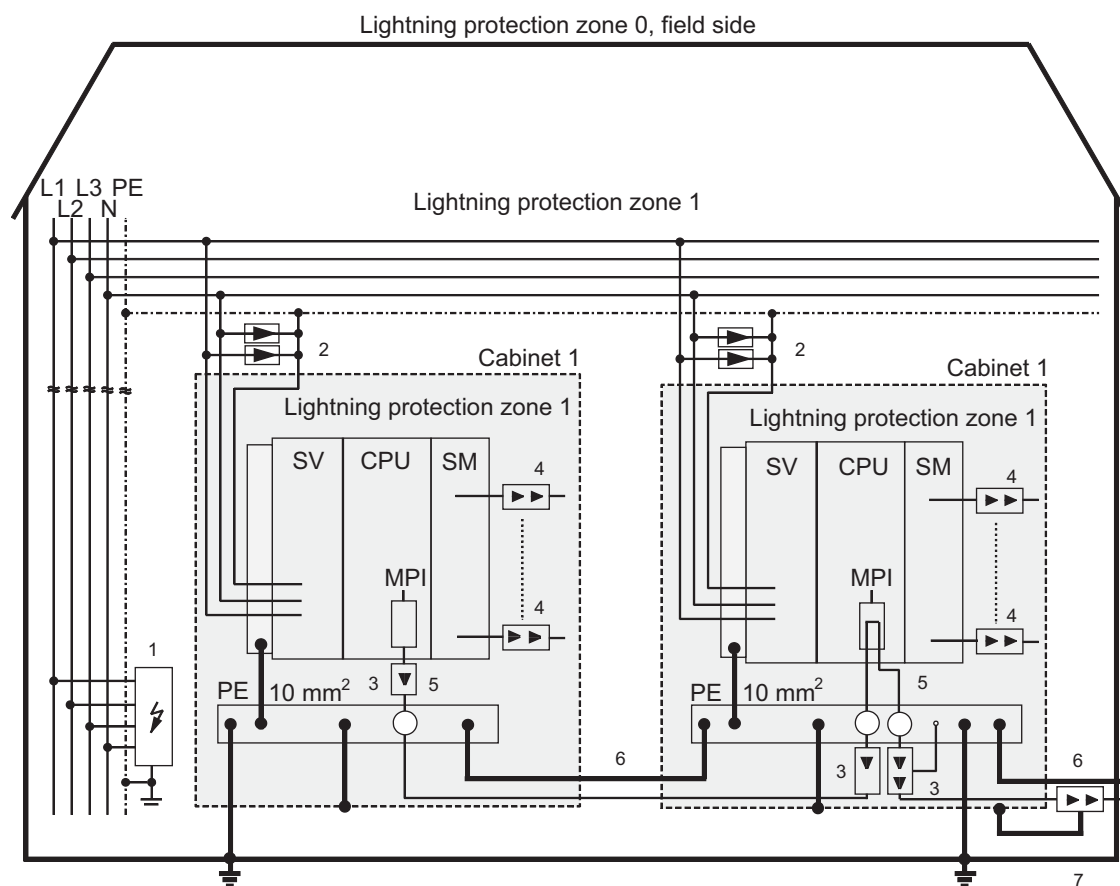 Lightning protection zone 0, field side
L1 L3 PE
L2 N
Lightning protection zone 1
2
2
Cabinet 1
Cabinet 1
Lightning protection zone 1
Lightning protection zone 1
SV CPU SM
SV CPU SM
4
4
MPI
MPI
4
4
1
PE 10 mm²
3 5
PE 10 mm²
5
6
3
3
6
7